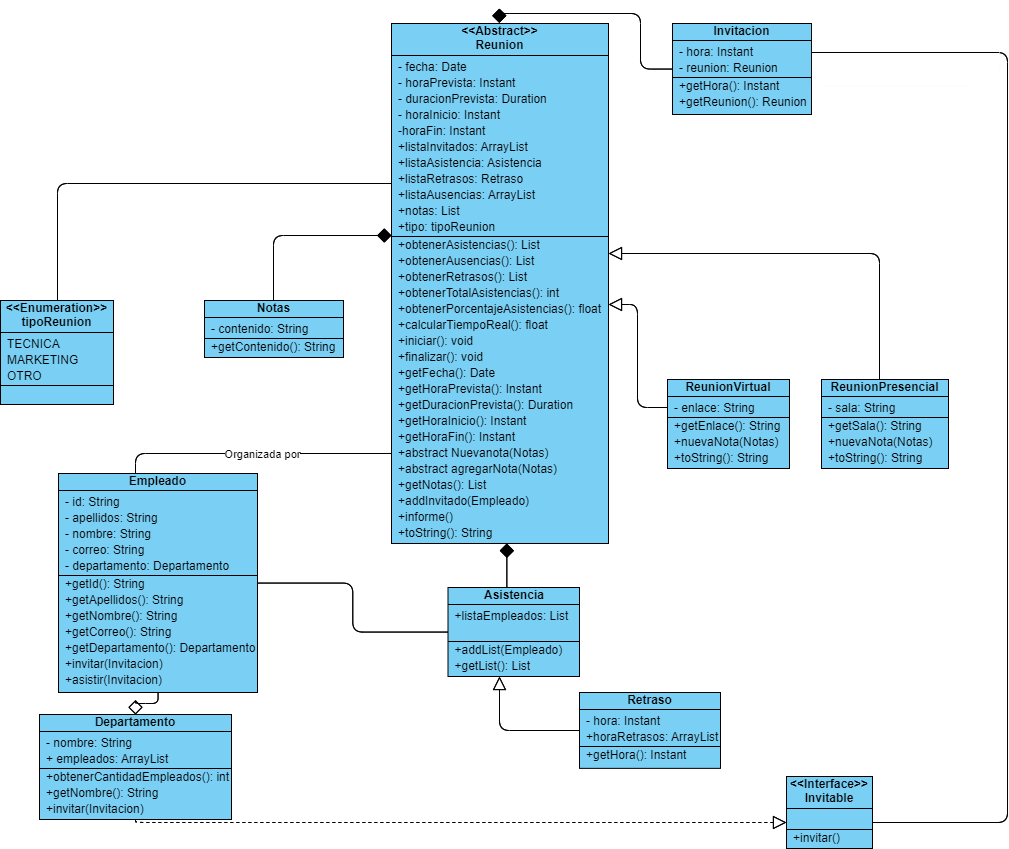 <<Abstract>>
Reunion
- fecha: Date
- horaPrevista: Instant
- duracionPrevista: Duration
- horaInicio: Instant
-horaFin: Instant
+listaInvitados: ArrayList
+listaAsistencia: Asistencia
+listaRetrasos: Retraso
+listaAusencias: ArrayList
+notas: List
+tipo: tipoReunion
+obtenerAsistencias(): List
+obtenerAusencias(): List
+obtenerRetrasos(): List
+obtenerTotalAsistencias(): int
+obtenerPorcentajeAsistencias(): float
+calcularTiempoReal(): float
+iniciar(): void
+finalizar(): void
+getFecha(): Date
+getHoraPrevista(): Instant
+getDuracionPrevista(): Duration
+getHoraInicio(): Instant
+getHoraFin(): Instant
+abstract Nuevanota(Notas)
+abstract agregarNota(Notas)
+getNotas(): List
+addInvitado(Empleado)
+informe()
+toString(): String
Invitacion
- hora: Instant
- reunion: Reunion
+getHora(): Instant
+getReunion(): Reunion
<<Enumeration>>
tipoReunion
TECNICA
MARKETING
OTRO
Notas
- contenido: String
+getContenido(): String
ReunionVirtual
- enlace: String
+getEnlace(): String
+nuevaNota(Notas)
+toString(): String
ReunionPresencial
- sala: String
+getSala(): String
+nuevaNota(Notas)
+toString(): String
Organizada por
Empleado
- id: String
- apellidos: String
- nombre: String
- correo: String
- departamento: Departamento
+getId(): String
+getApellidos(): String
+getNombre(): String
+getCorreo(): String
+getDepartamento(): Departamento
+invitar(Invitacion)
+asistir(Invitacion)
Asistencia
+listaEmpleados: List
+addList(Empleado)
+getList(): List
Retraso
- hora: Instant
+horaRetrasos: ArrayList
+getHora(): Instant
Departamento
- nombre: String
+ empleados: ArrayList
+obtenerCantidadEmpleados(): int
+getNombre(): String
+invitar(Invitacion)
<<Interface>>
Invitable
+invitar()